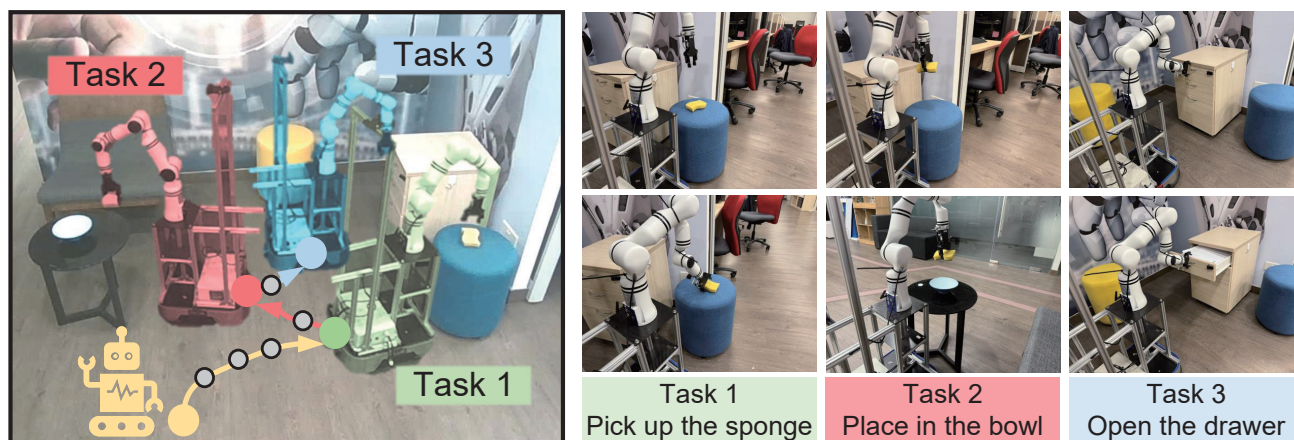 Task 2
Task 3
Task 1
Task 1
Pick up the sponge
Task 2
Place in the bowl
Task 3
Open the drawer